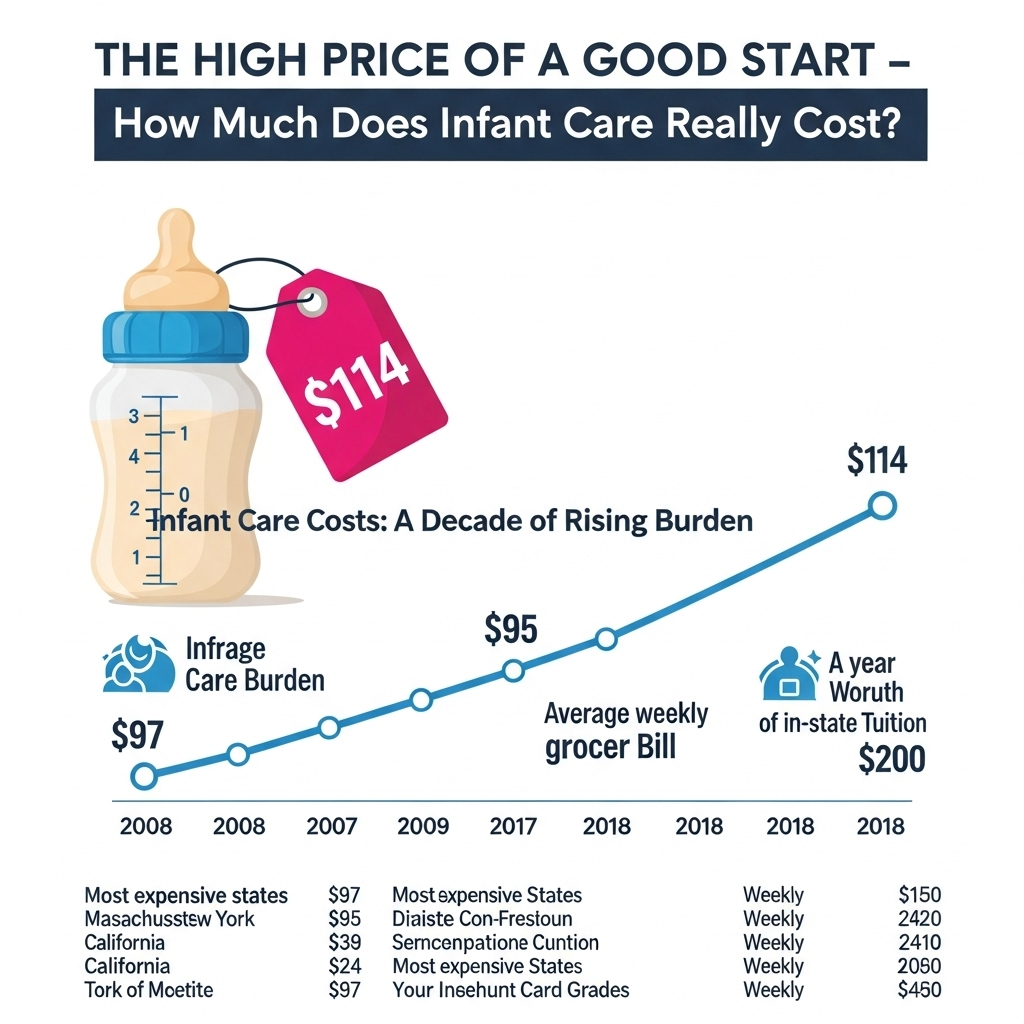 THE HIGH PRICE OF A GOOD START –
How Much Does Infant Care Really Cost?
$114
3
1
4
0
2
1
Infant Care Costs: A Decade of Rising Burden
$114
$95
Infrage
Care Burden
$97
Average weekly
grocer Bill
A year
Woruth
of in-state Tuition
$200
2008 2008 2007 2009 2017 2018 2018 2018 2018
Most expensive states $97 Most expensive States Weekly $150
Masachusstew York $95 Diaiste Con-Frestoun Weekly 2420
California $39 Semcenpatione Cuntion Weekly 2410
California $24 Most expensive States Weekly 2080
Tork of Moetite $97 Your Insehunt Card Grades Weekly $460